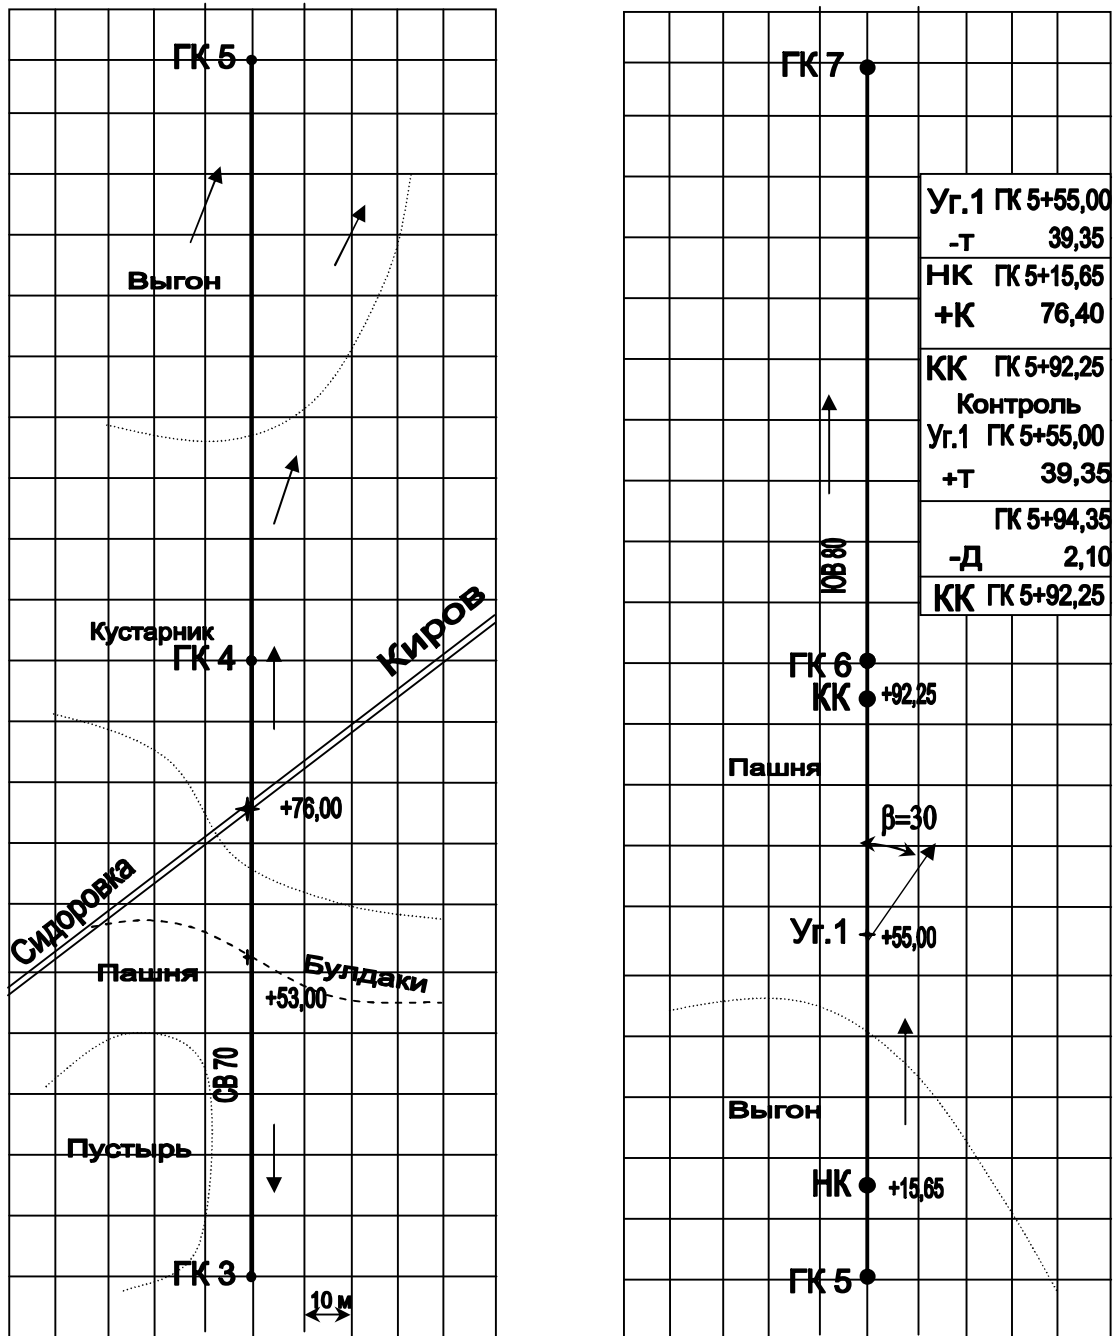 ГК 5
Выгон
Киров
Кустарник
ГК 4
+76,00
Сидоровка
Пашня
Булдаки
+53,00
СВ 70
Пустырь
ГК 3
10 м
ГК 7
Уг.1 ГК 5+55,00
-т 39,35
НК ГК 5+15,65
+К 76,40
КК ГК 5+92,25
Контроль
Уг.1 ГК 5+55,00
+т 39,35
ГК 5+94,35
-Д 2,10
КК ГК 5+92,25
ЮВ 80
ГК 6
КК +92,25
Пашня
β=30
Уг.1 +55,00
Выгон
НК +15,65
ГК 5